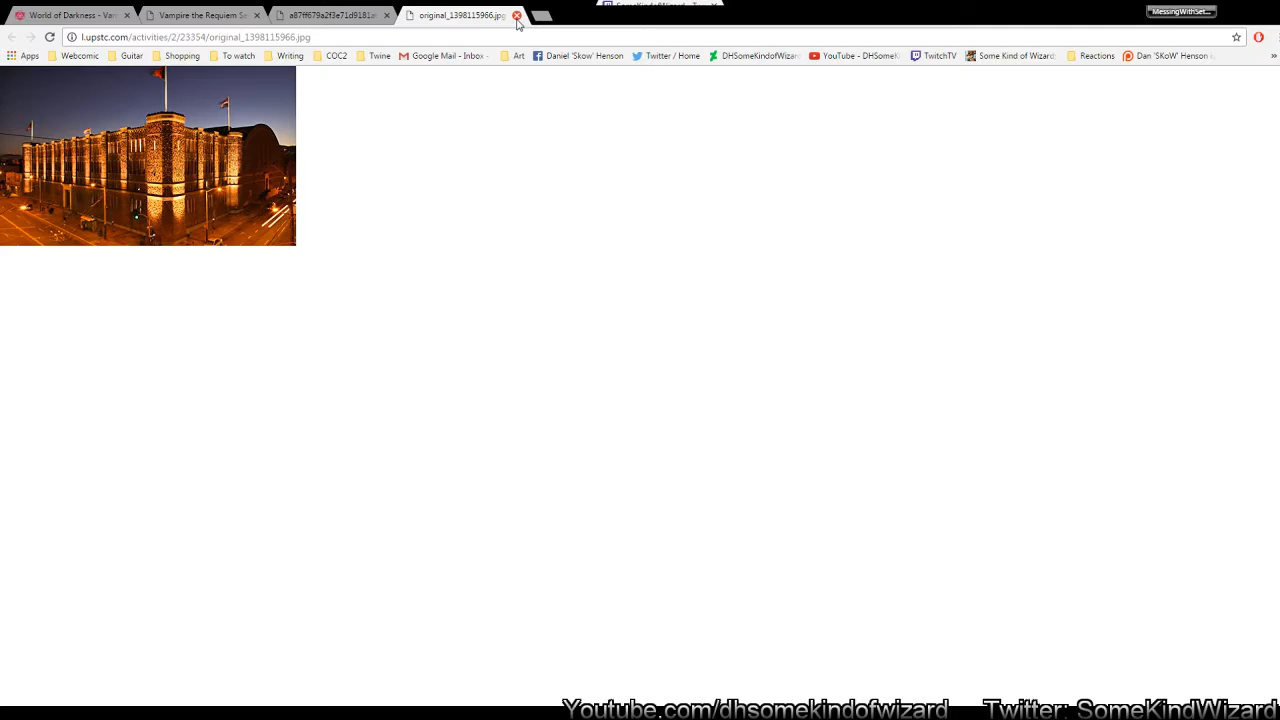 World of Darkness - Vam
Vampire the Requiem Se
a87ff679a2f3e71d9181a
original_1398115966.jpg
MessingWithSet...
l.upstc.com/activities/2/23354/original_1398115966.jpg
Apps Webcomic Guitar Shopping To watch Writing COC2 Twine Google Mail - Inbox - Art Daniel 'Skow' Henson Twitter / Home DHSomeKindofWizar YouTube - DHSomeKi TwitchTV Some Kind of Wizard: Reactions Dan "SKoW" Henson »
Youtube.com/dhsomekindofwizard Twitter: SomeKindWizard